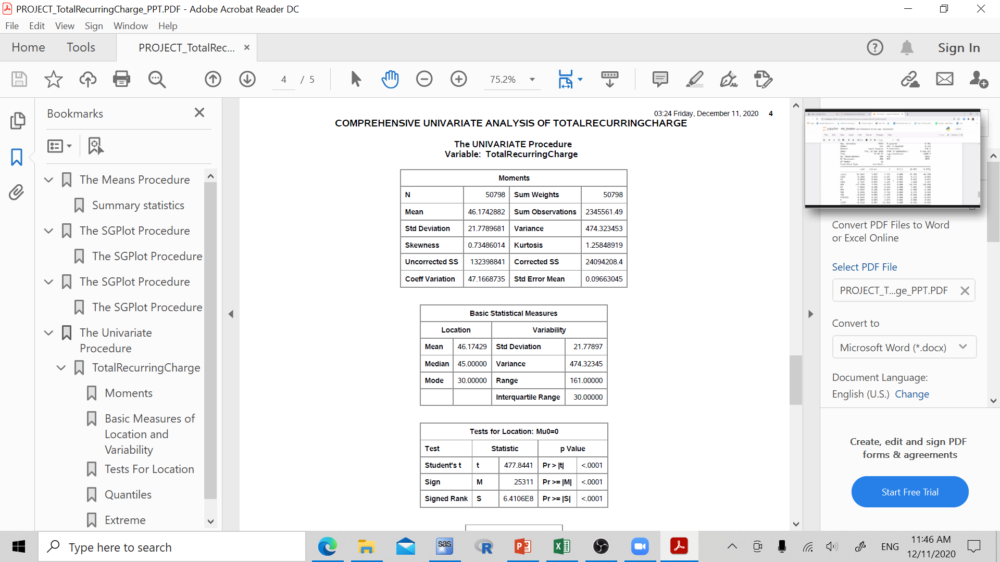 PROJECT_TotalRecurringCharge_PPT.PDF - Adobe Acrobat Reader DC
File Edit View Sign Window Help
Home Tools PROJECT_TotalRec... Sign In
4 / 5 75.2%
Bookmarks
The Means Procedure
Summary statistics
The SGPlot Procedure
The SGPlot Procedure
The SGPlot Procedure
The SGPlot Procedure
The Univariate
Procedure
TotalRecurringCharge
Moments
Basic Measures of
Location and
Variability
Tests For Location
Quantiles
Extreme
03:24 Friday, December 11, 2020 4
COMPREHENSIVE UNIVARIATE ANALYSIS OF TOTALRECURRINGCHARGE
The UNIVARIATE Procedure
Variable: TotalRecurringCharge
Moments
N 50798 Sum Weights 50798
Mean 46.1742882 Sum Observations 2345561.49
Std Deviation 21.7789681 Variance 474.323453
Skewness 0.73486014 Kurtosis 1.25848919
Uncorrected SS 132398841 Corrected SS 24094208.4
Coeff Variation 47.1668735 Std Error Mean 0.09663045
Basic Statistical Measures
Location Variability
Mean 46.17429 Std Deviation 21.77897
Median 45.00000 Variance 474.32345
Mode 30.00000 Range 161.00000
Interquartile Range 30.00000
Tests for Location: Mu0=0
Test Statistic p Value
Student's t t 477.8441 Pr > |t| <.0001
Sign M 25311 Pr >= |M| <.0001
Signed Rank S 6.4106E8 Pr >= |S| <.0001
jupyter
Convert PDF Files to Word
or Excel Online
Select PDF File
PROJECT_T...ge_PPT.PDF
Convert to
Microsoft Word (*.docx)
Document Language:
English (U.S.) Change
Create, edit and sign PDF
forms & agreements
Start Free Trial
Type here to search
sas
ENG
11:46 AM
12/11/2020